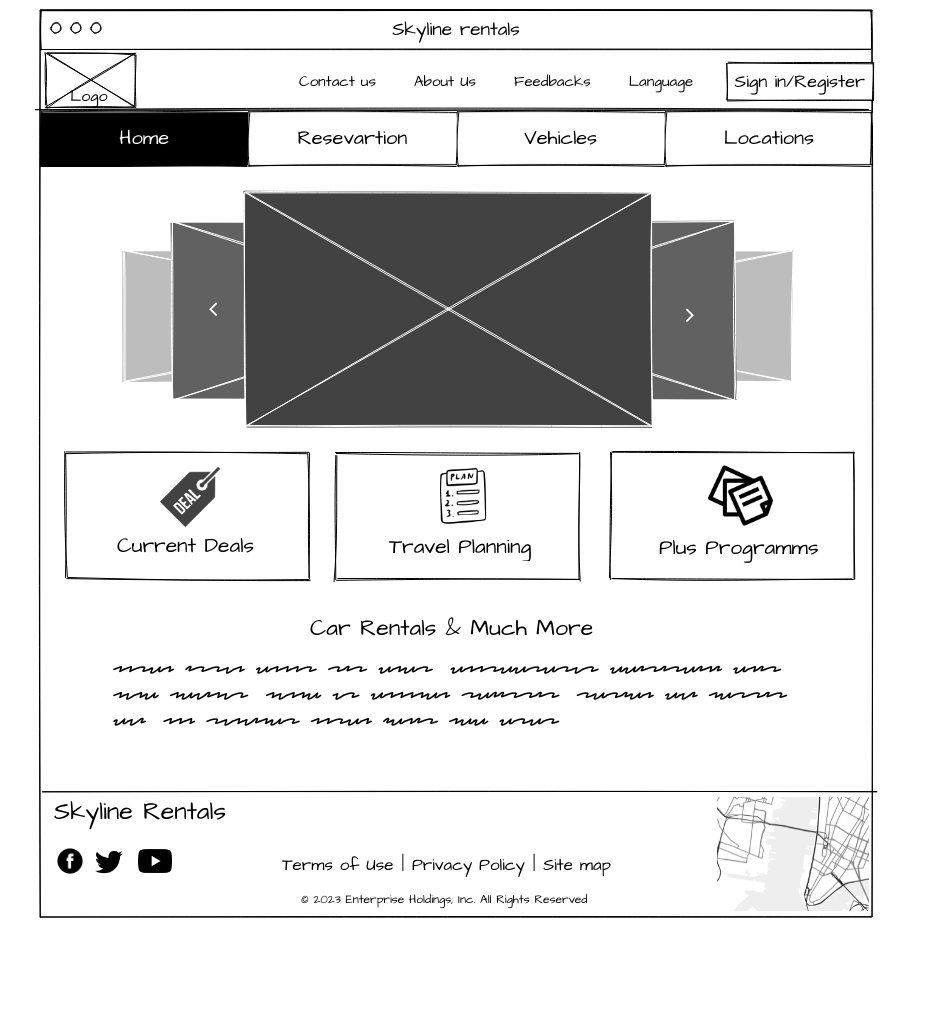 Skyline rentals
Logo
Contact us About Us Feedbacks Language Sign in/Register
Home Resevartion Vehicles Locations
DEAL
PLAN
1.
2.
3.
Current Deals Travel Planning Plus Programms
Car Rentals & Much More
Skyline Rentals
Terms of Use | Privacy Policy | Site map
© 2023 Enterprise Holdings, Inc. All Rights Reserved